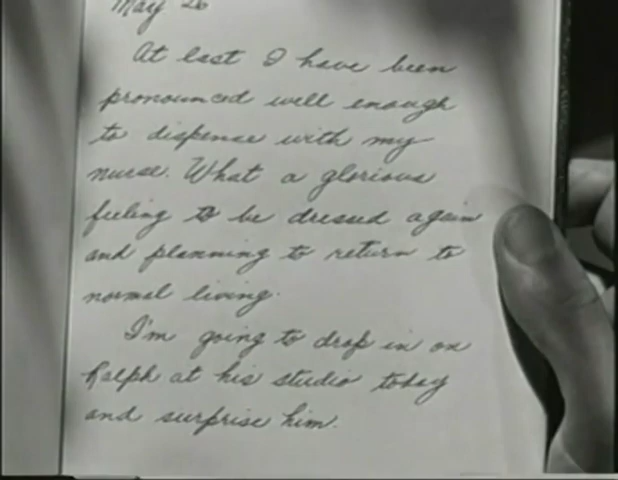 May 26
At last I have been
pronounced well enough
to dispense with my
nurse. What a glorious
feeling to be dressed again
and planning to return to
normal living.
I'm going to drop in on
Ralph at his studio today
and surprise him.